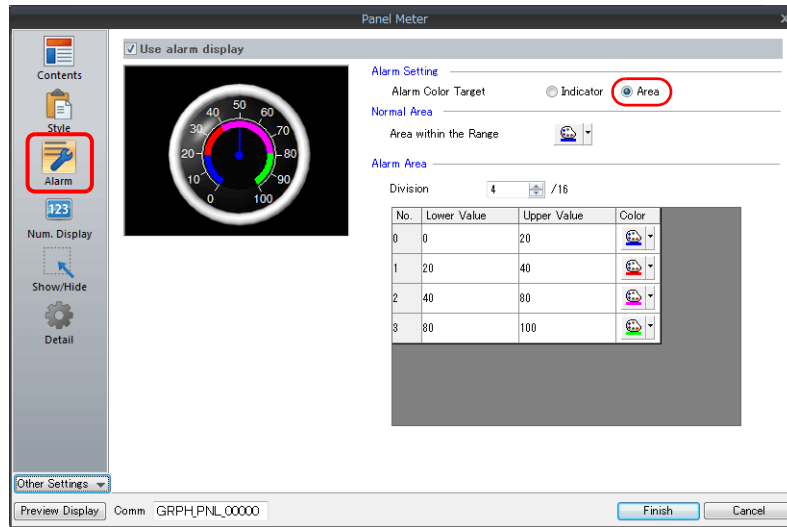 Panel Meter
Contents
Style
Alarm
123
Num. Display
Show/Hide
Detail
Other Settings
Use alarm display
0 10 20 30 40 50 60 70 80 90 100
Alarm Setting
Alarm Color Target Indicator Area
Normal Area
Area within the Range
Alarm Area
Division 4 /16
No. Lower Value Upper Value Color
0 0 20
1 20 40
2 40 80
3 80 100
Preview Display Comm GRPH_PNL_00000 Finish Cancel